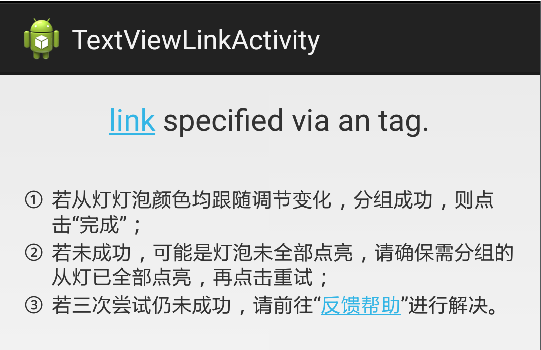 TextViewLinkActivity
link specified via an tag.
① 若从灯灯泡颜色均跟随调节变化，分组成功，则点
击“完成”；
② 若未成功，可能是灯泡未全部点亮，请确保需分组的
从灯已全部点亮，再点击重试；
③ 若三次尝试仍未成功，请前往“反馈帮助”进行解决。